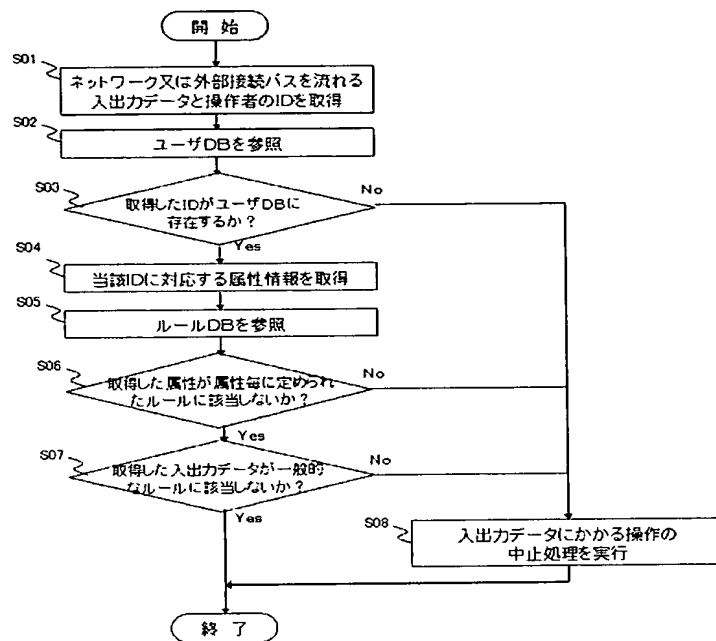 開 始
S01
ネットワーク又は外部接続バスを流れる
入出力データと操作者のIDを取得
S02
ユーザDBを参照
S03
取得したIDがユーザDBに
存在するか？
No
Yes
S04
当該IDに対応する属性情報を取得
S05
ルールDBを参照
S06
取得した属性が属性毎に定められ
たルールに該当しないか？
No
Yes
S07
取得した入出力データが一般的
なルールに該当しないか？
No
Yes
S08
入出力データにかかる操作の
中止処理を実行
終 了